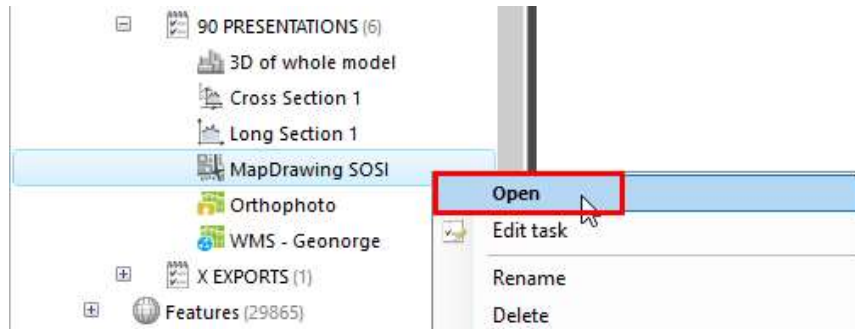 90 PRESENTATIONS (6)
3D of whole model
Cross Section 1
Long Section 1
MapDrawing SOSI
Orthophoto
WMS - Geonorge
X EXPORTS (1)
Features (29865)
Open
Edit task
Rename
Delete